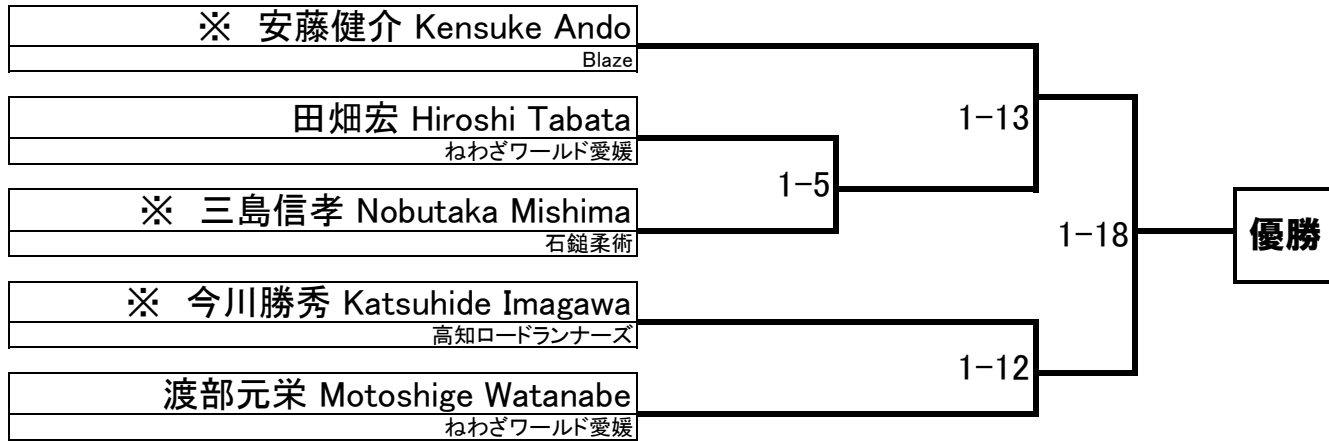 ※ 安藤健介 Kensuke Ando
Blaze
田畑宏 Hiroshi Tabata
ねわざワールド愛媛
※ 三島信孝 Nobutaka Mishima
石鎚柔術
※ 今川勝秀 Katsuhide Imagawa
高知ロードランナーズ
渡部元栄 Motoshige Watanabe
ねわざワールド愛媛
1-5
1-13
1-12
1-18
優勝